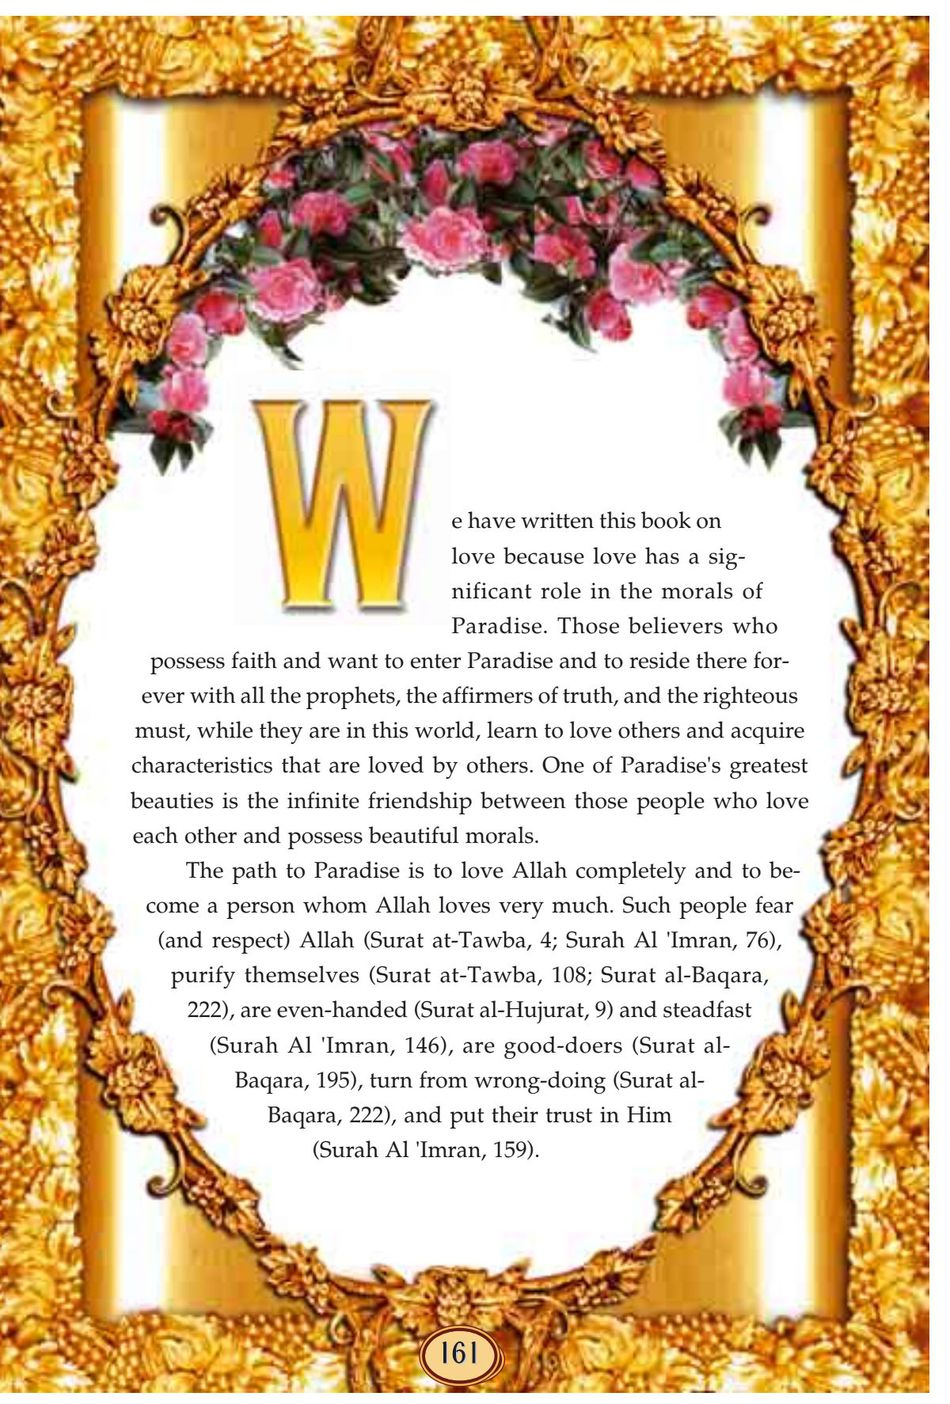 We have written this book on
love because love has a sig-
nificant role in the morals of
Paradise. Those believers who
possess faith and want to enter Paradise and to reside there for-
ever with all the prophets, the affirmers of truth, and the righteous
must, while they are in this world, learn to love others and acquire
characteristics that are loved by others. One of Paradise's greatest
beauties is the infinite friendship between those people who love
each other and possess beautiful morals.
The path to Paradise is to love Allah completely and to be-
come a person whom Allah loves very much. Such people fear
(and respect) Allah (Surat at-Tawba, 4; Surah Al 'Imran, 76),
purify themselves (Surat at-Tawba, 108; Surat al-Baqara,
222), are even-handed (Surat al-Hujurat, 9) and steadfast
(Surah Al 'Imran, 146), are good-doers (Surat al-
Baqara, 195), turn from wrong-doing (Surat al-
Baqara, 222), and put their trust in Him
(Surah Al 'Imran, 159).
161